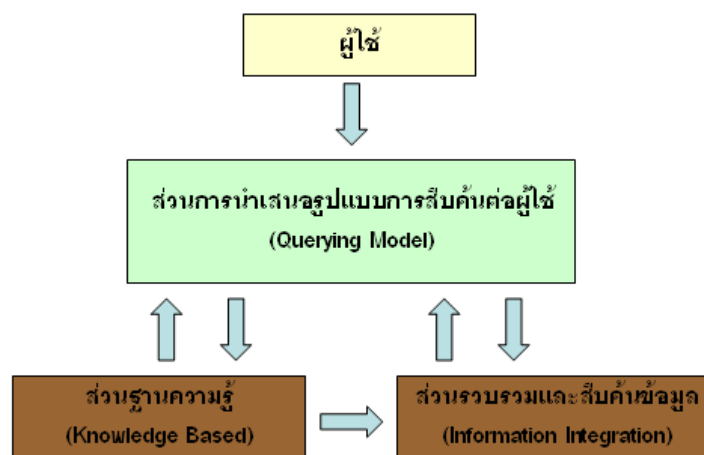 ผู้ใช้
ส่วนการนำเสนอรูปแบบการสืบค้นต่อผู้ใช้
(Querying Model)
ส่วนฐานความรู้
(Knowledge Based)
ส่วนรวบรวมและสืบค้นข้อมูล
(Information Integration)